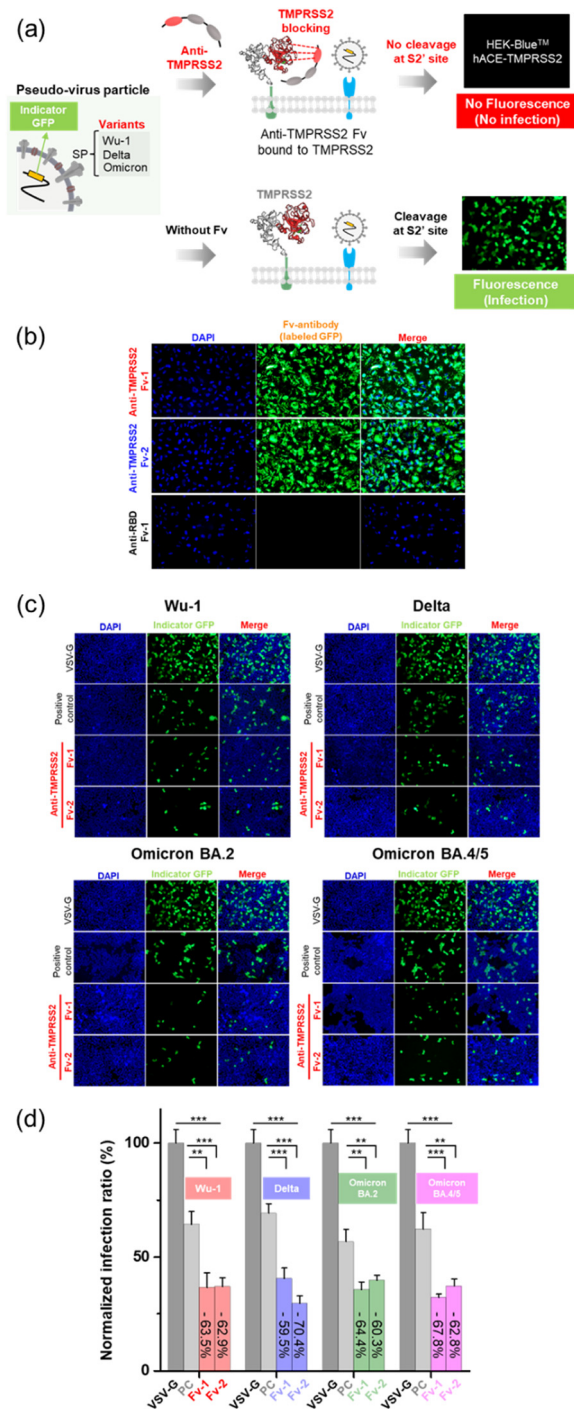 (a)
Anti-
TMPRSS2
TMPRSS2
blocking
No cleavage
at S2' site
HEK-Blue™
hACE-TMPRSS2
No Fluorescence
(No infection)
Anti-TMPRSS2 Fv
bound to TMPRSS2
Pseudo-virus particle
Indicator
GFP
Variants
SP
Wu-1
Delta
Omicron
Without Fv
TMPRSS2
Cleavage
at S2' site
Fluorescence
(Infection)
(b)
DAPI
Fv-antibody
(labeled GFP)
Merge
Anti-TMPRSS2
Fv-1
Anti-TMPRSS2
Fv-2
Anti-RBD
Fv-1
(c)
Wu-1
DAPI Indicator GFP Merge
VSV-G
Positive
control
Anti-TMPRSS2
Fv-1
Fv-2
Delta
DAPI Indicator GFP Merge
VSV-G
Positive
control
Anti-TMPRSS2
Fv-1
Fv-2
Omicron BA.2
DAPI Indicator GFP Merge
VSV-G
Positive
control
Anti-TMPRSS2
Fv-1
Fv-2
Omicron BA.4/5
DAPI Indicator GFP Merge
VSV-G
Positive
control
Anti-TMPRSS2
Fv-1
Fv-2
(d)
Normalized infection ratio (%)
100
50
0
*** *** *** ***
*** *** ** **
** *** ** ***
Wu-1
Delta
Omicron
BA.2
Omicron
BA.4/5
- 63.5%
- 62.9%
- 59.5%
- 70.4%
- 64.4%
- 60.3%
- 67.8%
- 62.8%
VSV-G PC Fv-1 Fv-2
VSV-G PC Fv-1 Fv-2
VSV-G PC Fv-1 Fv-2
VSV-G PC Fv-1 Fv-2